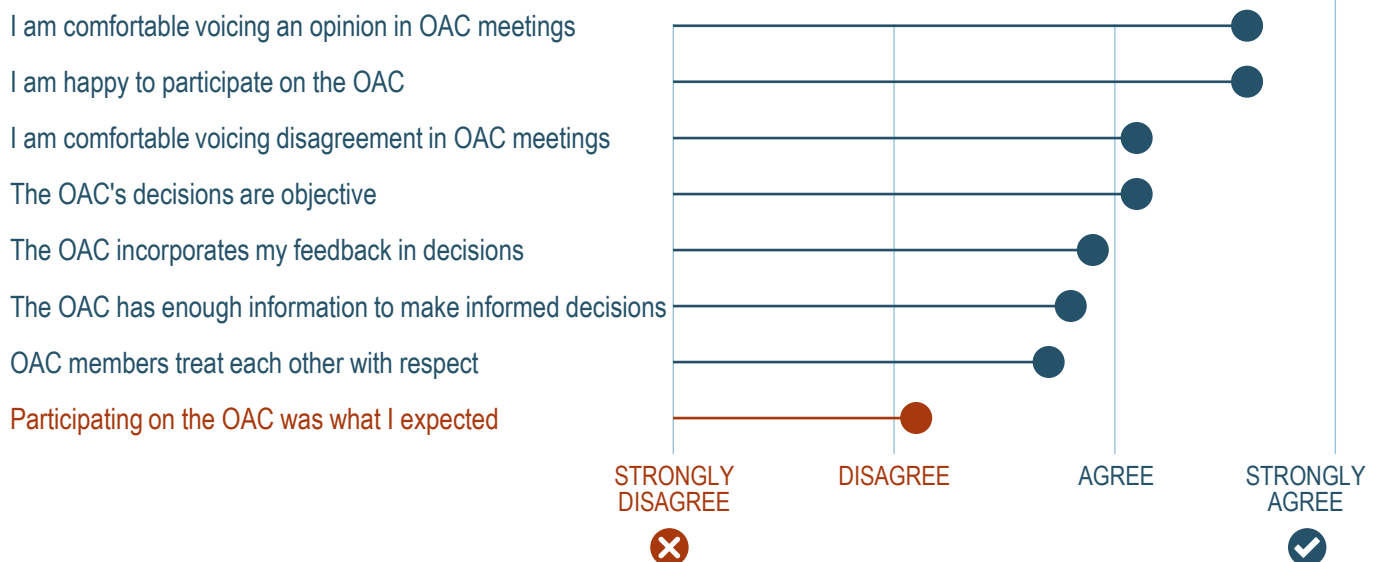 I am comfortable voicing an opinion in OAC meetings
I am happy to participate on the OAC
I am comfortable voicing disagreement in OAC meetings
The OAC's decisions are objective
The OAC incorporates my feedback in decisions
The OAC has enough information to make informed decisions
OAC members treat each other with respect
Participating on the OAC was what I expected
STRONGLY
DISAGREE
DISAGREE
AGREE
STRONGLY
AGREE